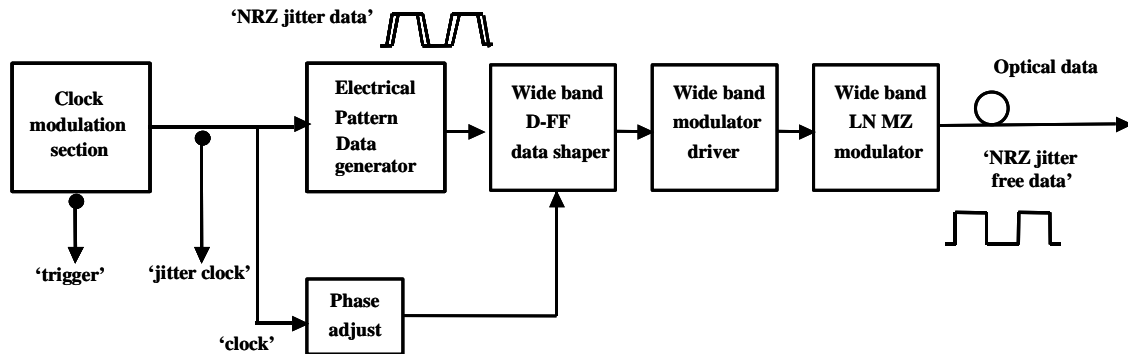 ‘NRZ jitter data’
Clock
modulation
section
Electrical
Pattern
Data
generator
Wide band
D-FF
data shaper
Wide band
modulator
driver
Wide band
LN MZ
modulator
Optical data
‘NRZ jitter
free data’
‘trigger’
‘jitter clock’
‘clock’
Phase
adjust